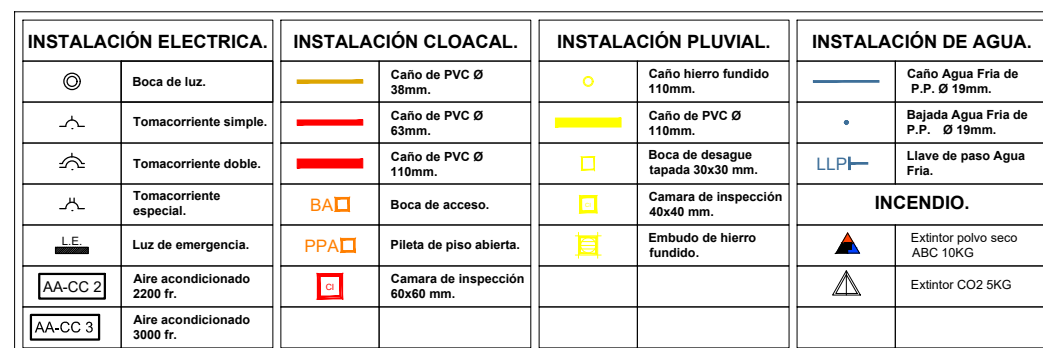 INSTALACIÓN ELECTRICA.
Boca de luz.
Tomacorriente simple.
Tomacorriente doble.
Tomacorriente
especial.
L.E.
Luz de emergencia.
AA-CC 2
Aire acondicionado
2200 fr.
AA-CC 3
Aire acondicionado
3000 fr.
INSTALACIÓN CLOACAL.
Caño de PVC Ø
38mm.
Caño de PVC Ø
63mm.
Caño de PVC Ø
110mm.
BA
Boca de acceso.
PPA
Pileta de piso abierta.
CI
Camara de inspección
60x60 mm.
INSTALACIÓN PLUVIAL.
Caño hierro fundido
110mm.
Caño de PVC Ø
110mm.
Boca de desague
tapada 30x30 mm.
Camara de inspección
40x40 mm.
Embudo de hierro
fundido.
INSTALACIÓN DE AGUA.
Caño Agua Fria de
P.P. Ø 19mm.
Bajada Agua Fria de
P.P. Ø 19mm.
LLP
Llave de paso Agua
Fria.
INCENDIO.
Extintor polvo seco
ABC 10KG
Extintor CO2 5KG